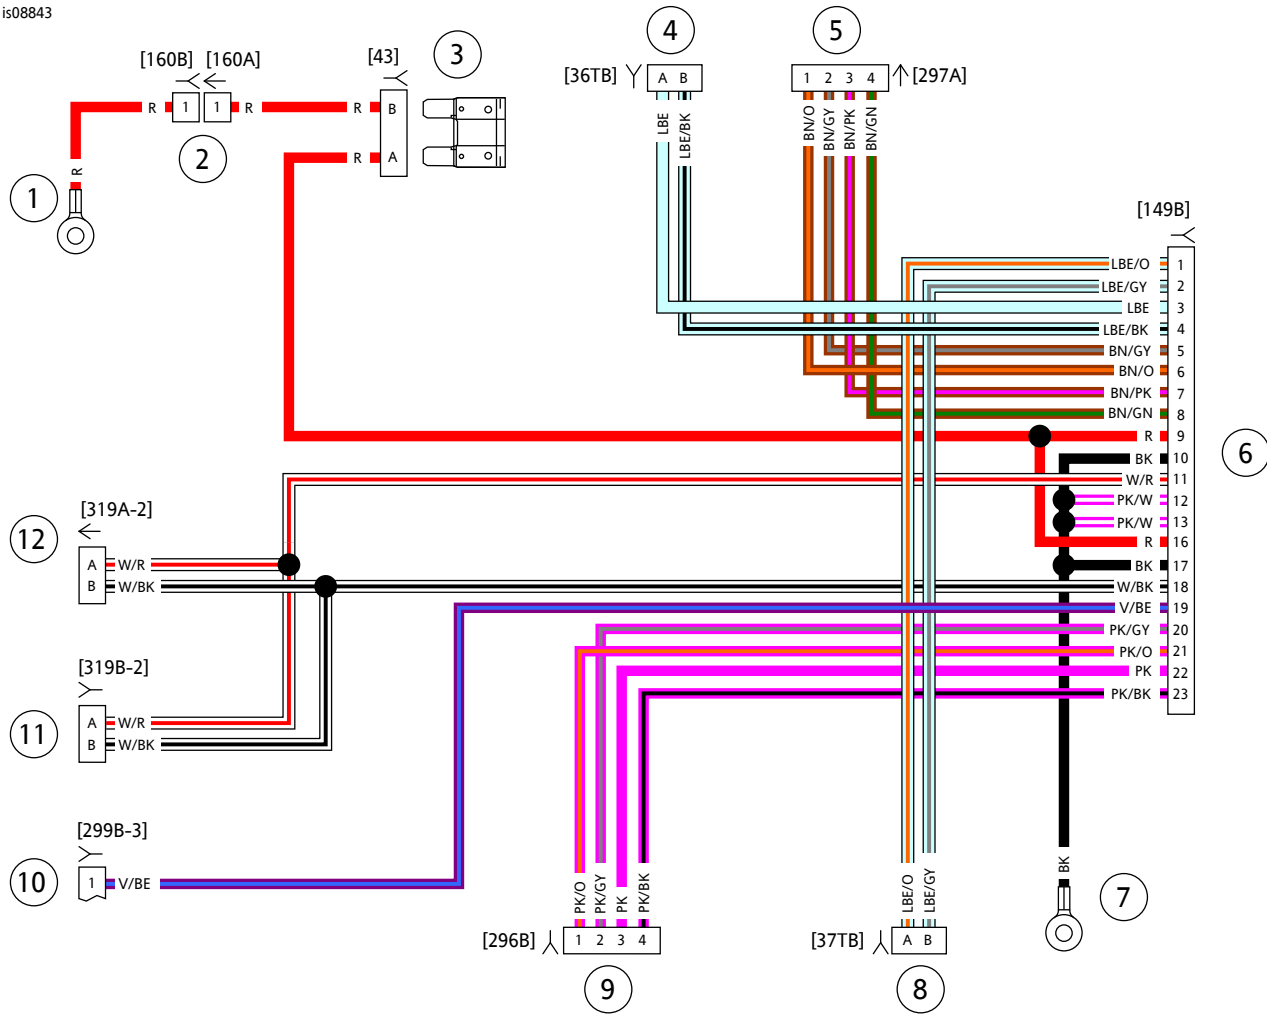 is08843
[160B] [160A] [43] 3
R 1 1 R R B
R A
2
R
1
4 5
[36TB] A B 1 2 3 4 [297A]
LBE LBE/BK BN/O BN/GY BN/PK BN/GN
[149B]
LBE/O 1
LBE/GY 2
LBE 3
LBE/BK 4
BN/GY 5
BN/O 6
BN/PK 7
BN/GN 8
R 9
BK 10
W/R 11
PK/W 12
PK/W 13
R 16
BK 17
W/BK 18
V/BE 19
PK/GY 20
PK/O 21
PK 22
PK/BK 23
6
[319A-2]
12
A W/R
B W/BK
[319B-2]
11
A W/R
B W/BK
[299B-3]
10
1 V/BE
PK/O PK/GY PK PK/BK
[296B] 1 2 3 4
9
LBE/O LBE/GY
[37TB] A B
8
BK
7